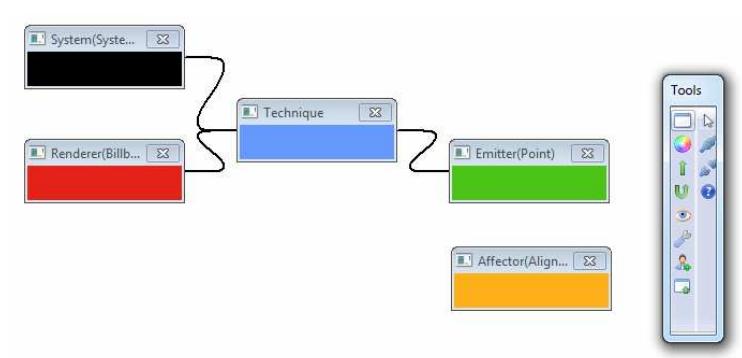 System(Syste...
Technique
Renderer(Billb...
Emitter(Point)
Affector(Align...
Tools